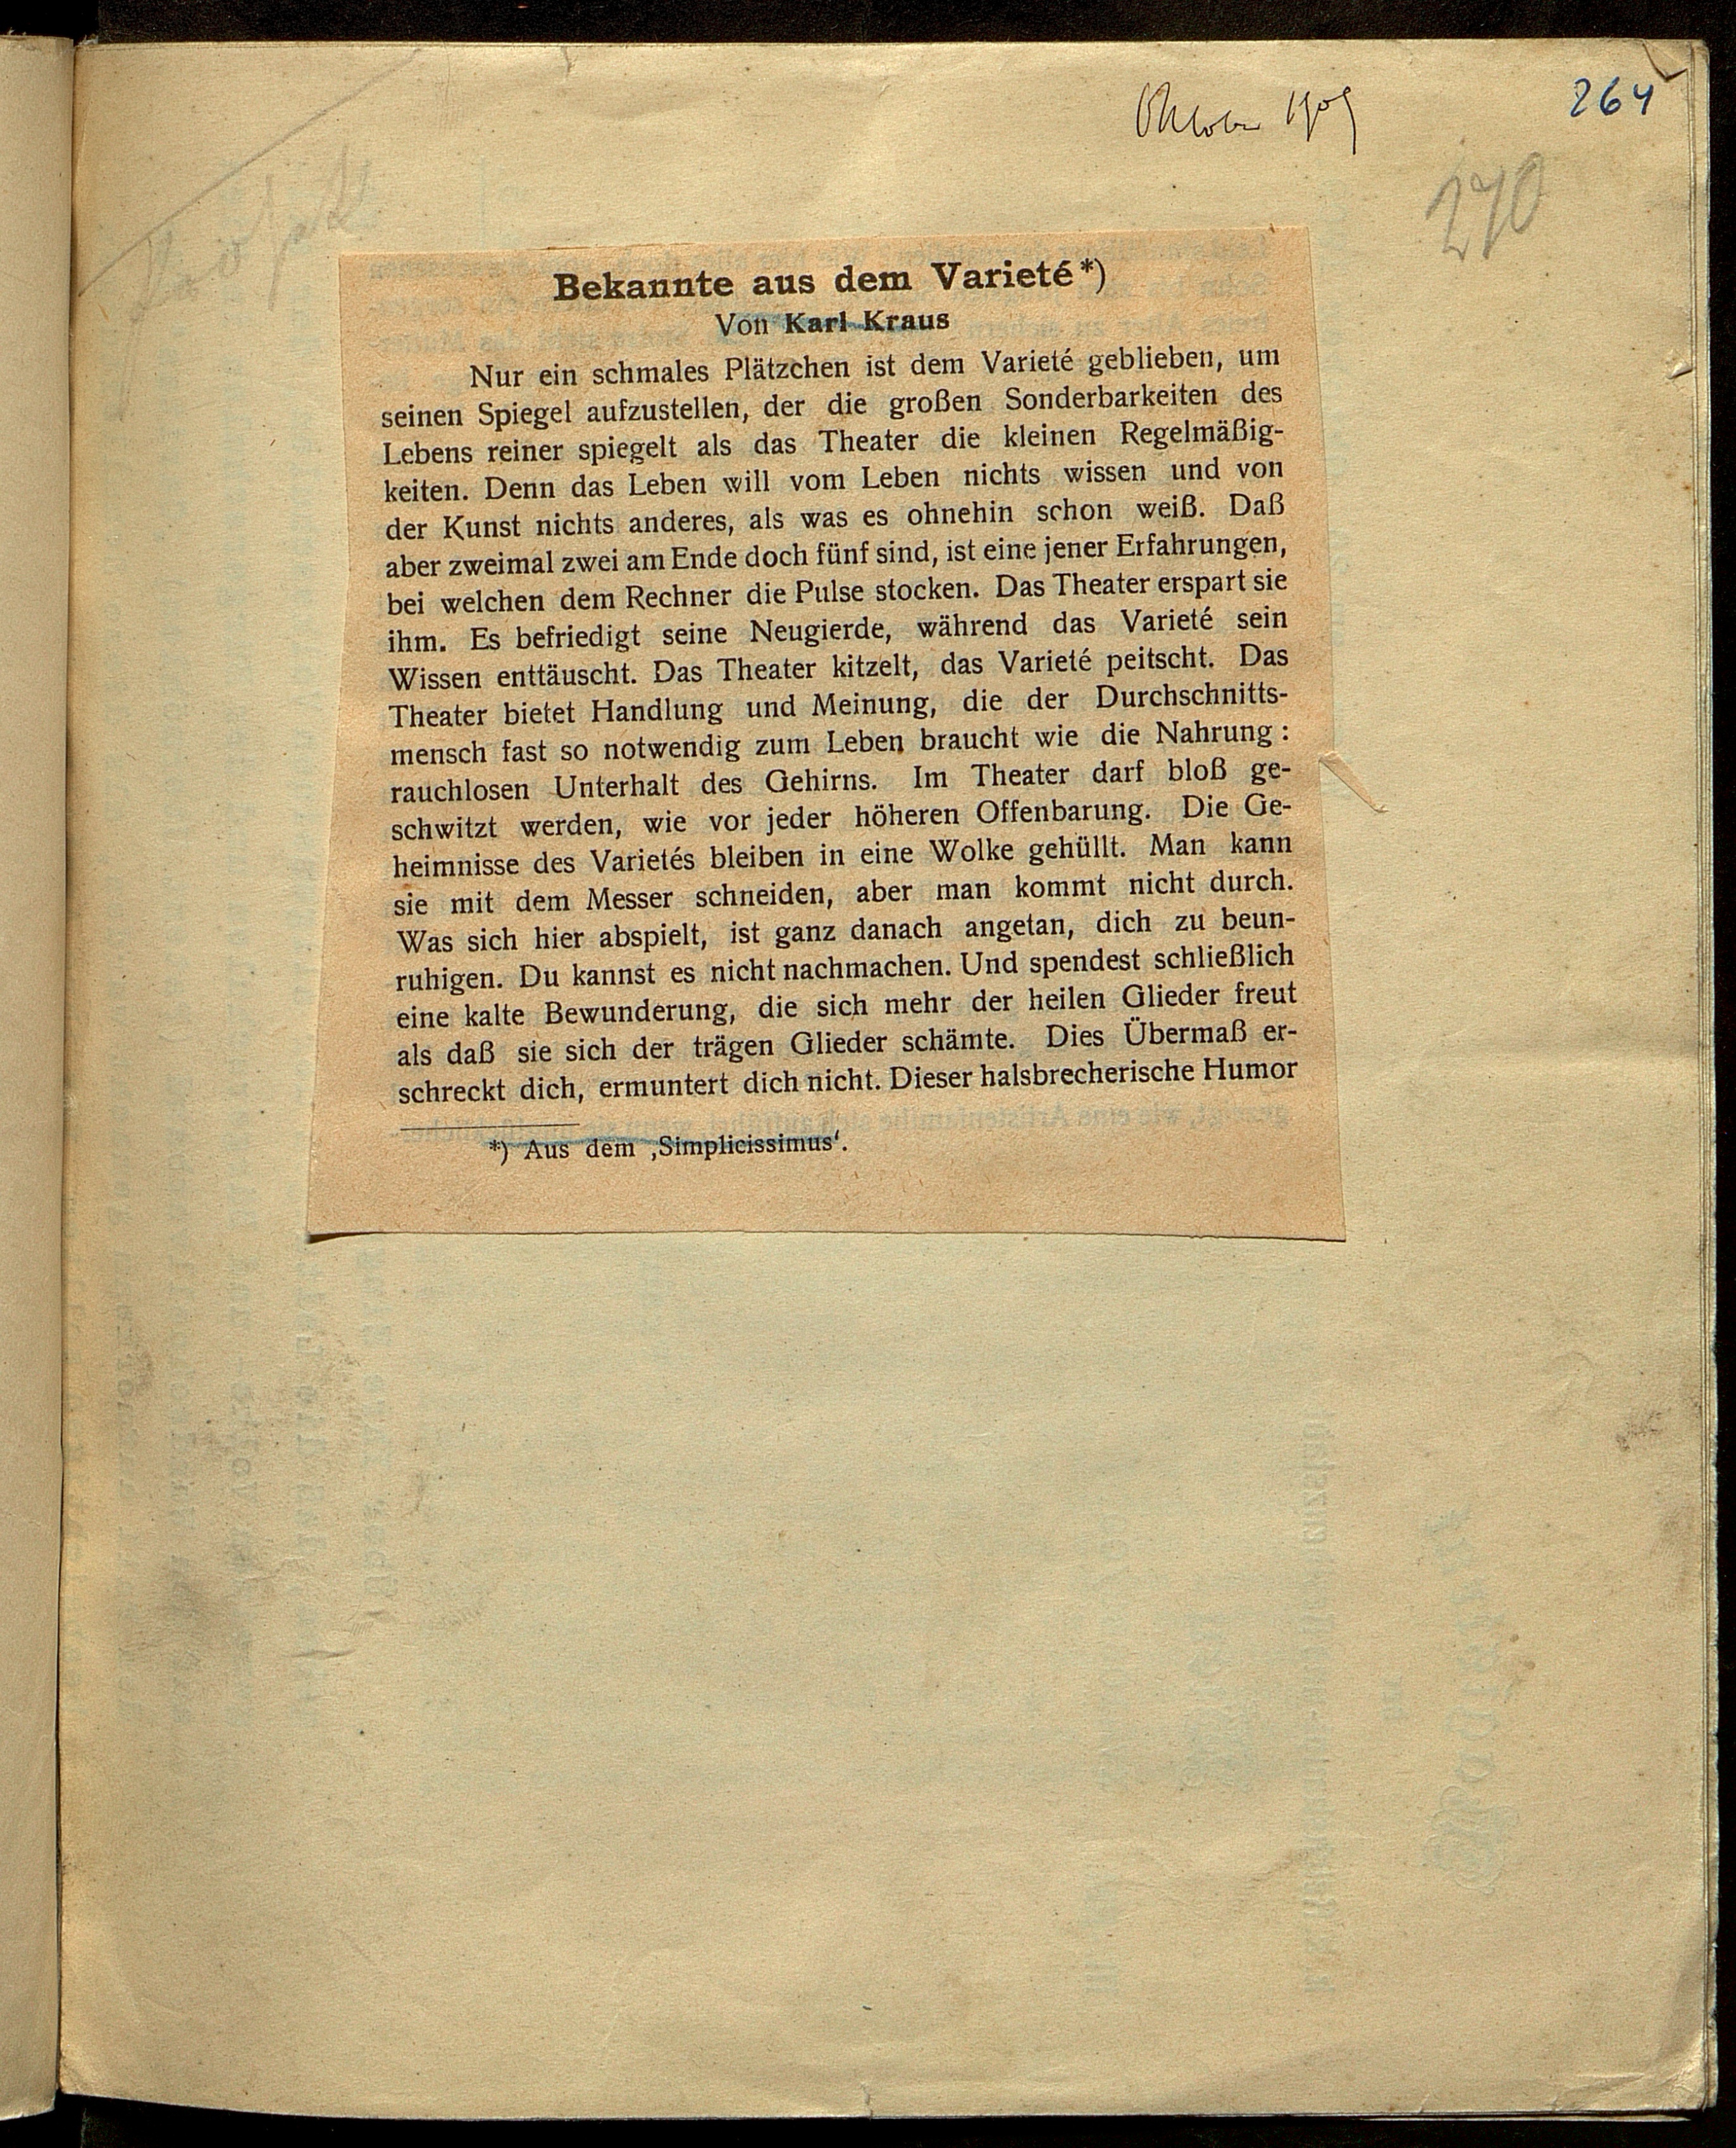 Oktober 1909
264
270
Bekannte aus dem Varieté*)
Von Karl Kraus
Nur ein schmales Plätzchen ist dem Varieté geblieben, um
seinen Spiegel aufzustellen, der die großen Sonderbarkeiten des
Lebens reiner spiegelt als das Theater die kleinen Regelmäßig-
keiten. Denn das Leben will vom Leben nichts wissen und von
der Kunst nichts anderes, als was es ohnehin schon weiß. Daß
aber zweimal zwei am Ende doch fünf sind, ist eine jener Erfahrungen,
bei welchen dem Rechner die Pulse stocken. Das Theater erspart sie
ihm. Es befriedigt seine Neugierde, während das Varieté sein
Wissen enttäuscht. Das Theater kitzelt, das Varieté peitscht. Das
Theater bietet Handlung und Meinung, die der Durchschnitts-
mensch fast so notwendig zum Leben braucht wie die Nahrung:
rauchlosen Unterhalt des Gehirns. Im Theater darf bloß ge-
schwitzt werden, wie vor jeder höheren Offenbarung. Die Ge-
heimnisse des Varietés bleiben in eine Wolke gehüllt. Man kann
sie mit dem Messer schneiden, aber man kommt nicht durch.
Was sich hier abspielt, ist ganz danach angetan, dich zu beun-
ruhigen. Du kannst es nicht nachmachen. Und spendest schließlich
eine kalte Bewunderung, die sich mehr der heilen Glieder freut
als daß sie sich der trägen Glieder schämte. Dies Übermaß er-
schreckt dich, ermuntert dich nicht. Dieser halsbrecherische Humor
*) Aus dem ‚Simplicissimus‘.